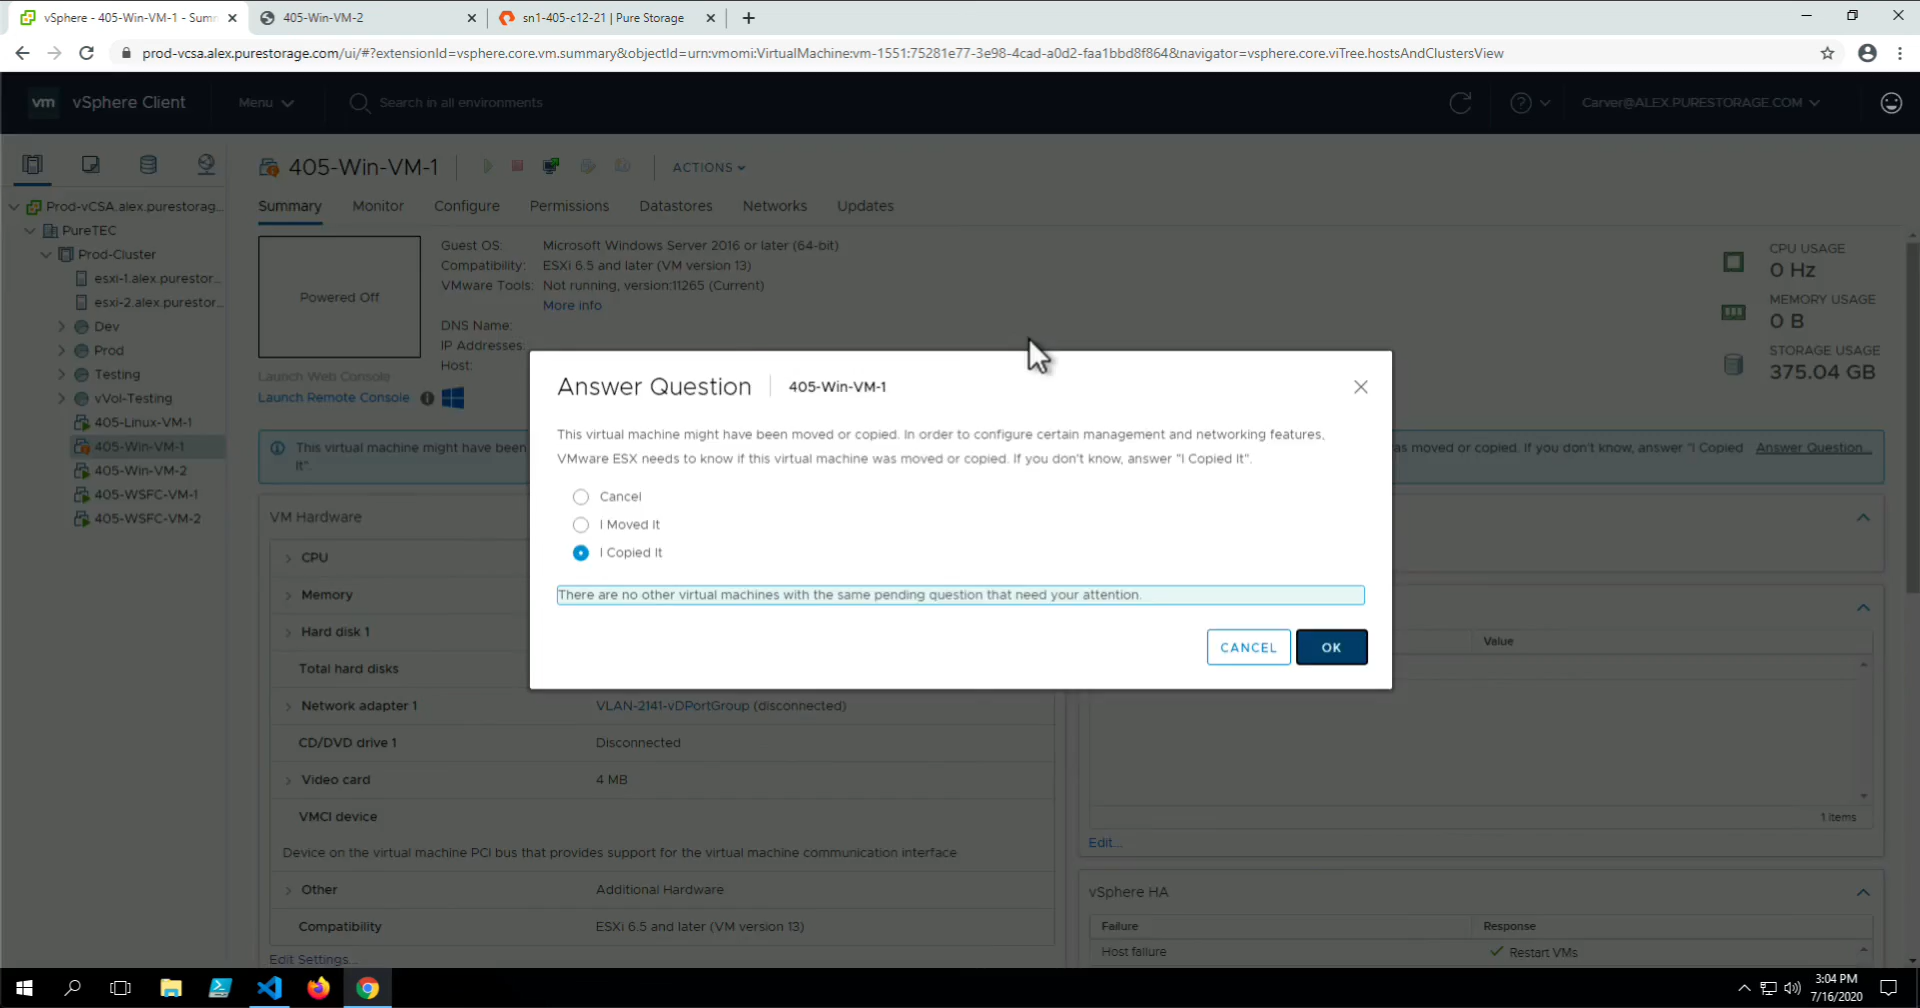 vSphere - 405-Win-VM-1 - Sum
405-Win-VM-2
sn1-405-c12-21 | Pure Storage
prod-vcsa.alex.purestorage.com/ui/#?extensionId=vsphere.core.vm.summary&objectId=urn:vmomi:VirtualMachine:vm-1551:75281e77-3e98-4cad-a0d2-faa1bbd8f864&navigator=vsphere.core.viTree.hostsAndClustersView
vm vSphere Client
Menu
Search in all environments
Carver@ALEX.PURESTORAGE.COM
405-Win-VM-1
ACTIONS
Summary Monitor Configure Permissions Datastores Networks Updates
Prod-vCSA.alex.purestorag...
PureTEC
Prod-Cluster
esxi-1.alex.purestor...
esxi-2.alex.purestor...
Dev
Prod
Testing
vVol-Testing
405-Linux-VM-1
405-Win-VM-1
405-Win-VM-2
405-WSFC-VM-1
405-WSFC-VM-2
Powered Off
Launch Web Console
Launch Remote Console
Guest OS: Microsoft Windows Server 2016 or later (64-bit)
Compatibility: ESXi 6.5 and later (VM version 13)
VMware Tools: Not running, version:11265 (Current)
More info
DNS Name:
IP Addresses:
Host:
CPU USAGE
0 Hz
MEMORY USAGE
0 B
STORAGE USAGE
375.04 GB
This virtual machine might have been
as moved or copied. If you don't know, answer "I Copied
It".
Answer Question...
Answer Question
405-Win-VM-1
This virtual machine might have been moved or copied. In order to configure certain management and networking features,
VMware ESX needs to know if this virtual machine was moved or copied. If you don't know, answer "I Copied It".
Cancel
I Moved It
I Copied It
There are no other virtual machines with the same pending question that need your attention.
CANCEL
OK
VM Hardware
CPU
Memory
Hard disk 1
Total hard disks
Network adapter 1 VLAN-2141-vDPortGroup (disconnected)
CD/DVD drive 1 Disconnected
Video card 4 MB
VMCI device
Device on the virtual machine PCI bus that provides support for the virtual machine communication interface
Other Additional Hardware
Compatibility ESXi 6.5 and later (VM version 13)
Edit Settings...
Value
1 items
Edit...
vSphere HA
Failure Response
Host failure Restart VMs
3:04 PM
7/16/2020